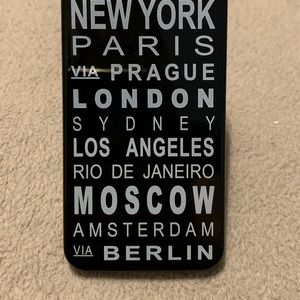 NEW YORK
PARIS
VIA PRAGUE
LONDON
SYDNEY
LOS ANGELES
RIO DE JANEIRO
MOSCOW
AMSTERDAM
VIA BERLIN